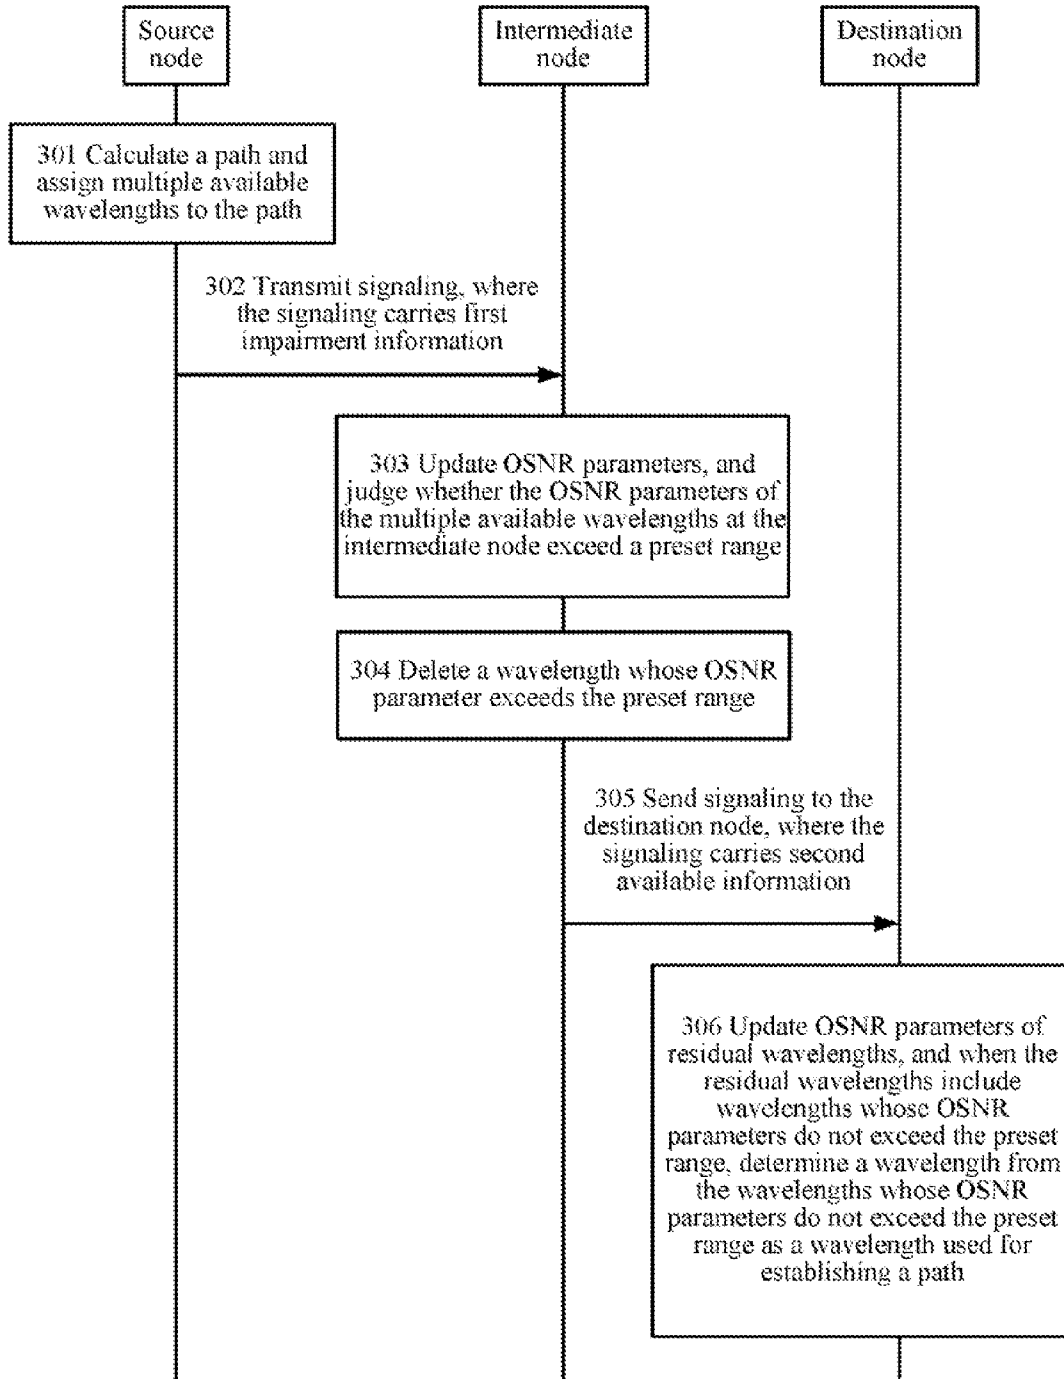 Source
node
Intermediate
node
Destination
node
301 Calculate a path and
assign multiple available
wavelengths to the path
302 Transmit signaling, where
the signaling carries first
impairment information
303 Update OSNR parameters, and
judge whether the OSNR parameters of
the multiple available wavelengths at the
intermediate node exceed a preset range
304 Delete a wavelength whose OSNR
parameter exceeds the preset range
305 Send signaling to the
destination node, where the
signaling carries second
available information
306 Update OSNR parameters of
residual wavelengths, and when the
residual wavelengths include
wavelengths whose OSNR
parameters do not exceed the preset
range, determine a wavelength from
the wavelengths whose OSNR
parameters do not exceed the preset
range as a wavelength used for
establishing a path